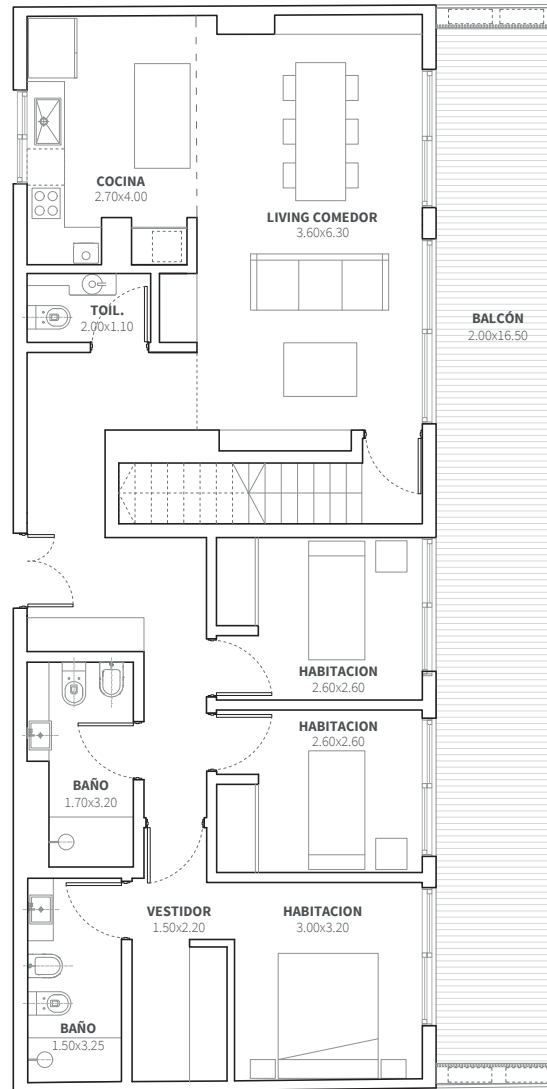 COCINA
2.70x4.00
LIVING COMEDOR
3.60x6.30
TOIL.
2.00x1.10
BALCÓN
2.00x16.50
HABITACION
2.60x2.60
HABITACION
2.60x2.60
BAÑO
1.70x3.20
VESTIDOR
1.50x2.20
HABITACION
3.00x3.20
BAÑO
1.50x3.25